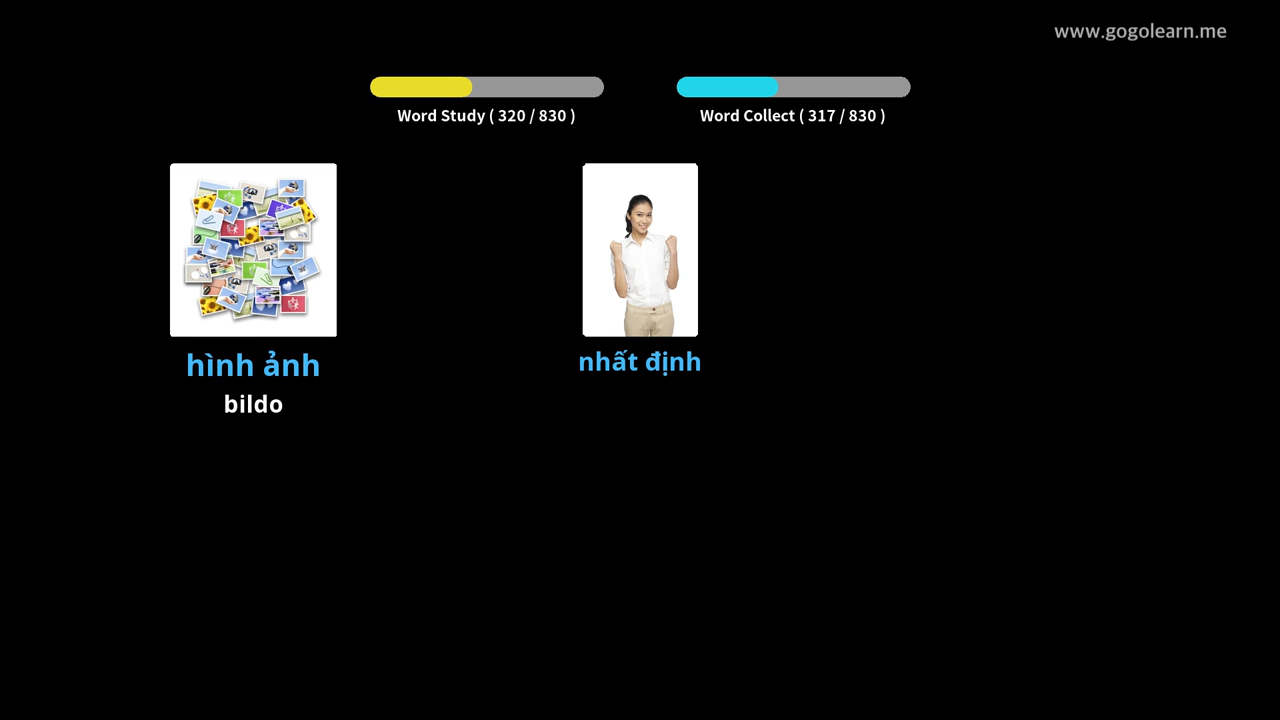 www.gogolearn.me
Word Study ( 320 / 830 )
Word Collect ( 317 / 830 )
hình ảnh
bildo
nhất định